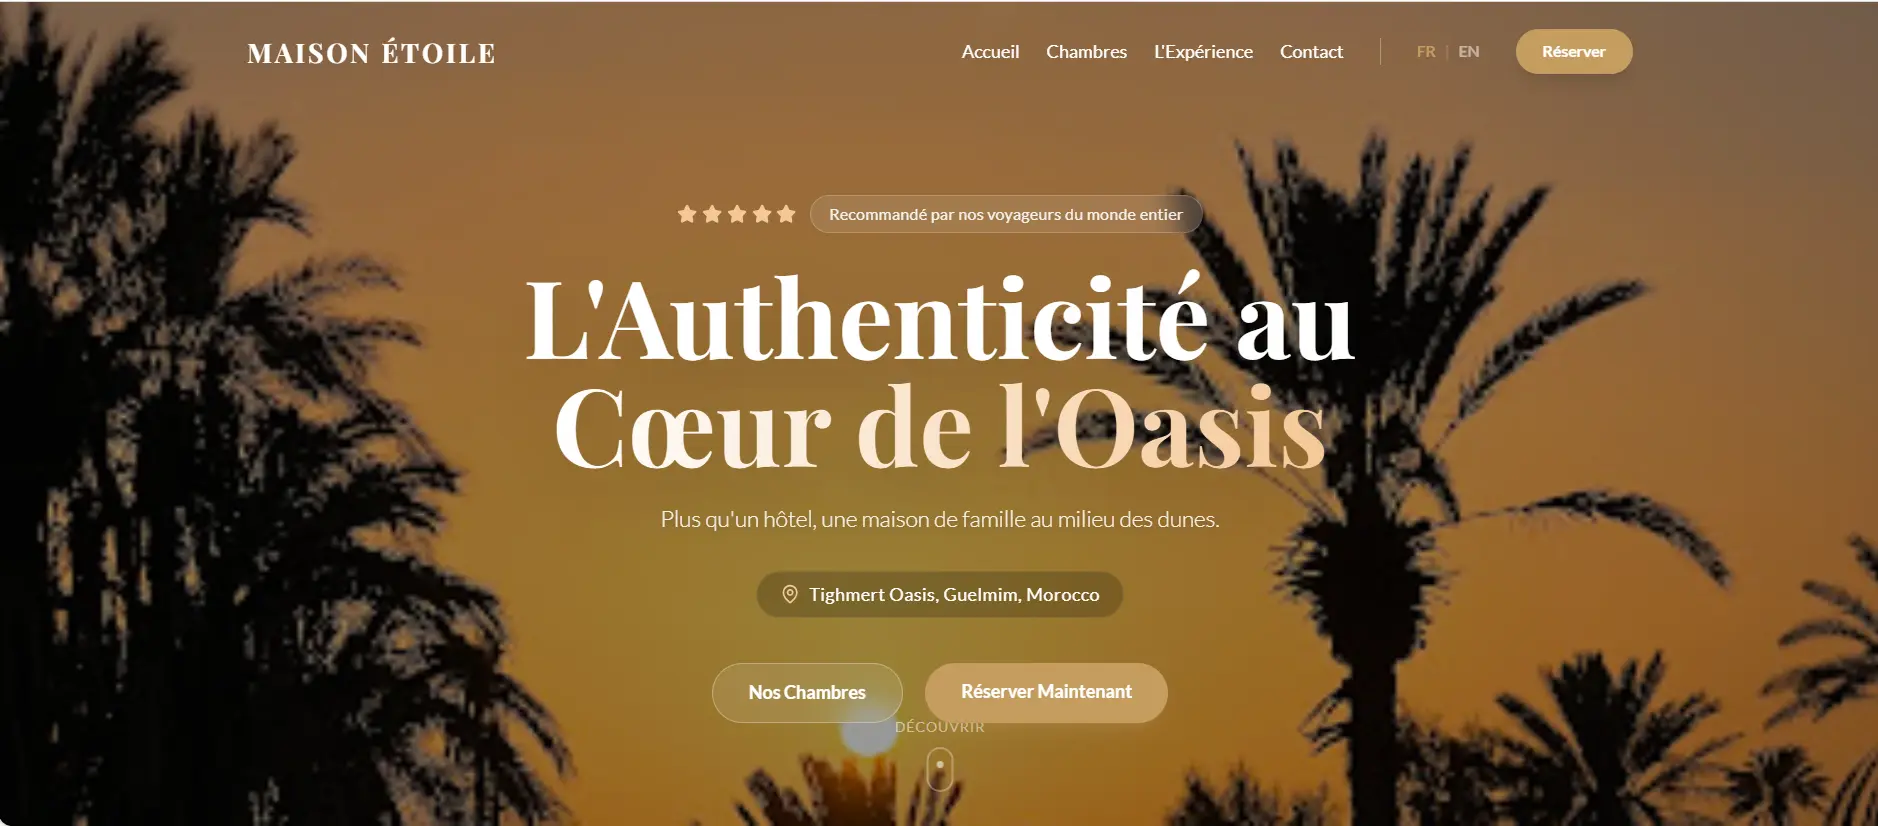 MAISON ÉTOILE
Accueil Chambres L'Expérience Contact FR | EN Réserver
Recommandé par nos voyageurs du monde entier
L'Authenticité au
Cœur de l'Oasis
Plus qu'un hôtel, une maison de famille au milieu des dunes.
Tighmert Oasis, Guelmim, Morocco
Nos Chambres Réserver Maintenant
DÉCOUVRIR